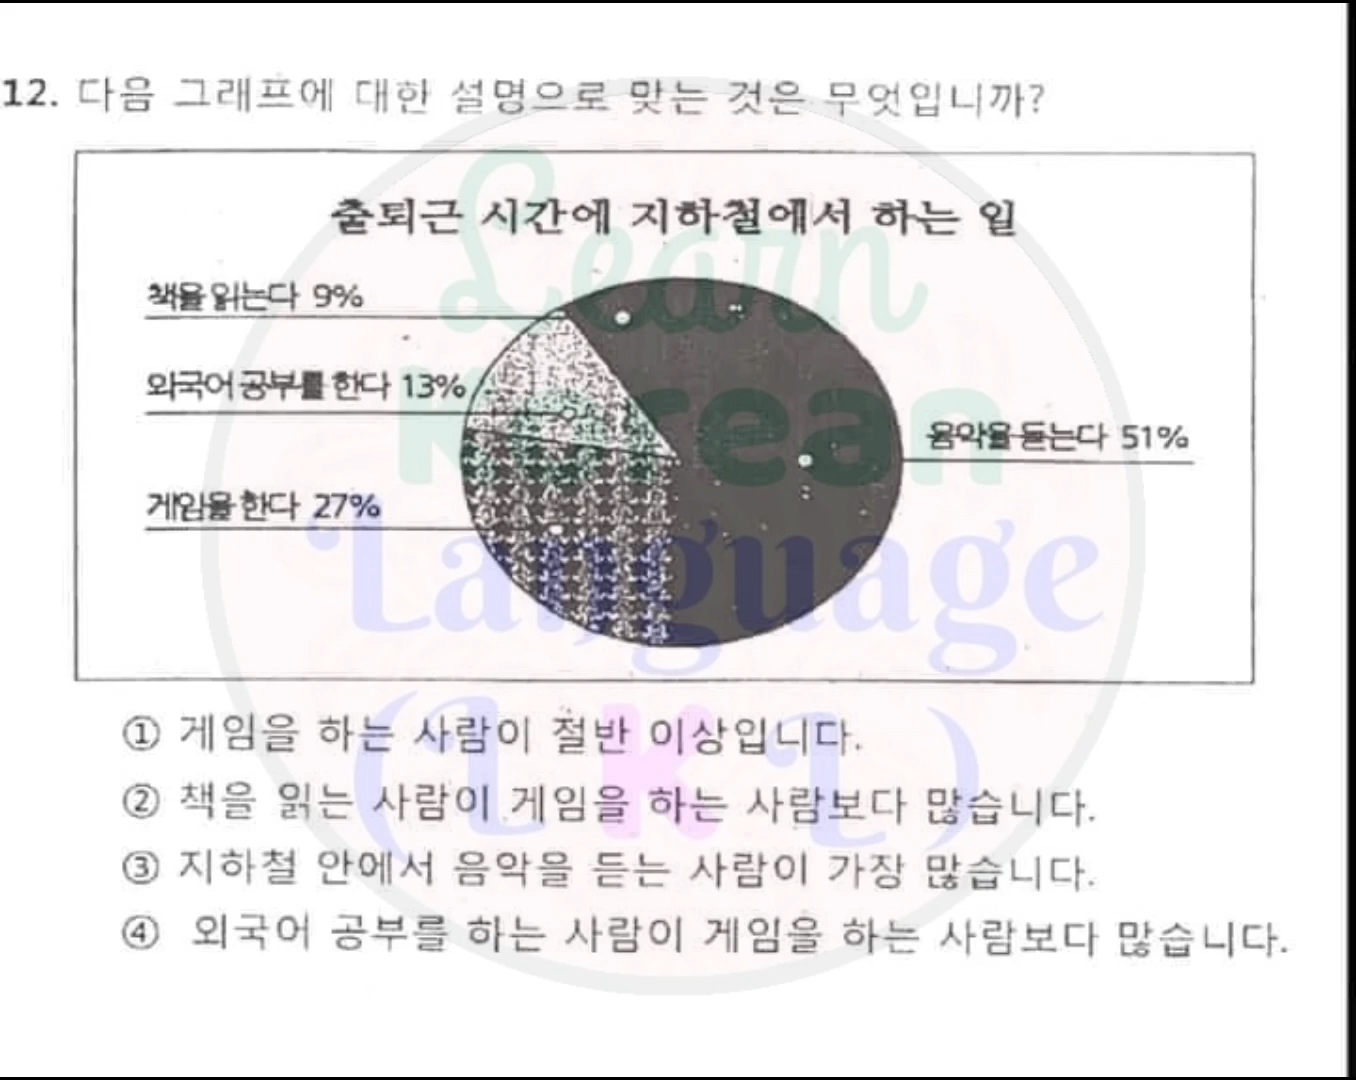 12. 다음 그래프에 대한 설명으로 맞는 것은 무엇입니까?
출퇴근 시간에 지하철에서 하는 일
책을 읽는다 9%
외국어 공부를 한다 13%
음악을 듣는다 51%
게임을 한다 27%
Learn
Korean
Language
(LKL)
① 게임을 하는 사람이 절반 이상입니다.
② 책을 읽는 사람이 게임을 하는 사람보다 많습니다.
③ 지하철 안에서 음악을 듣는 사람이 가장 많습니다.
④ 외국어 공부를 하는 사람이 게임을 하는 사람보다 많습니다.